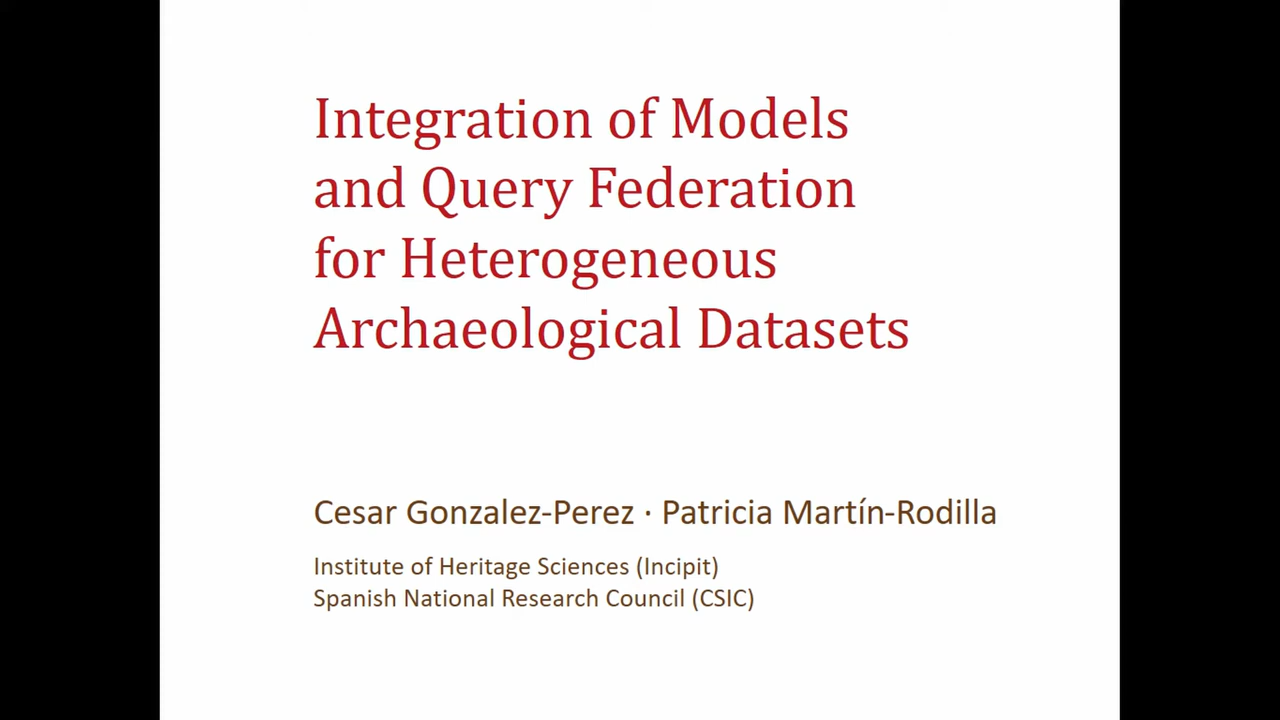 Integration of Models
and Query Federation
for Heterogeneous
Archaeological Datasets
Cesar Gonzalez-Perez · Patricia Martín-Rodilla
Institute of Heritage Sciences (Incipit)
Spanish National Research Council (CSIC)